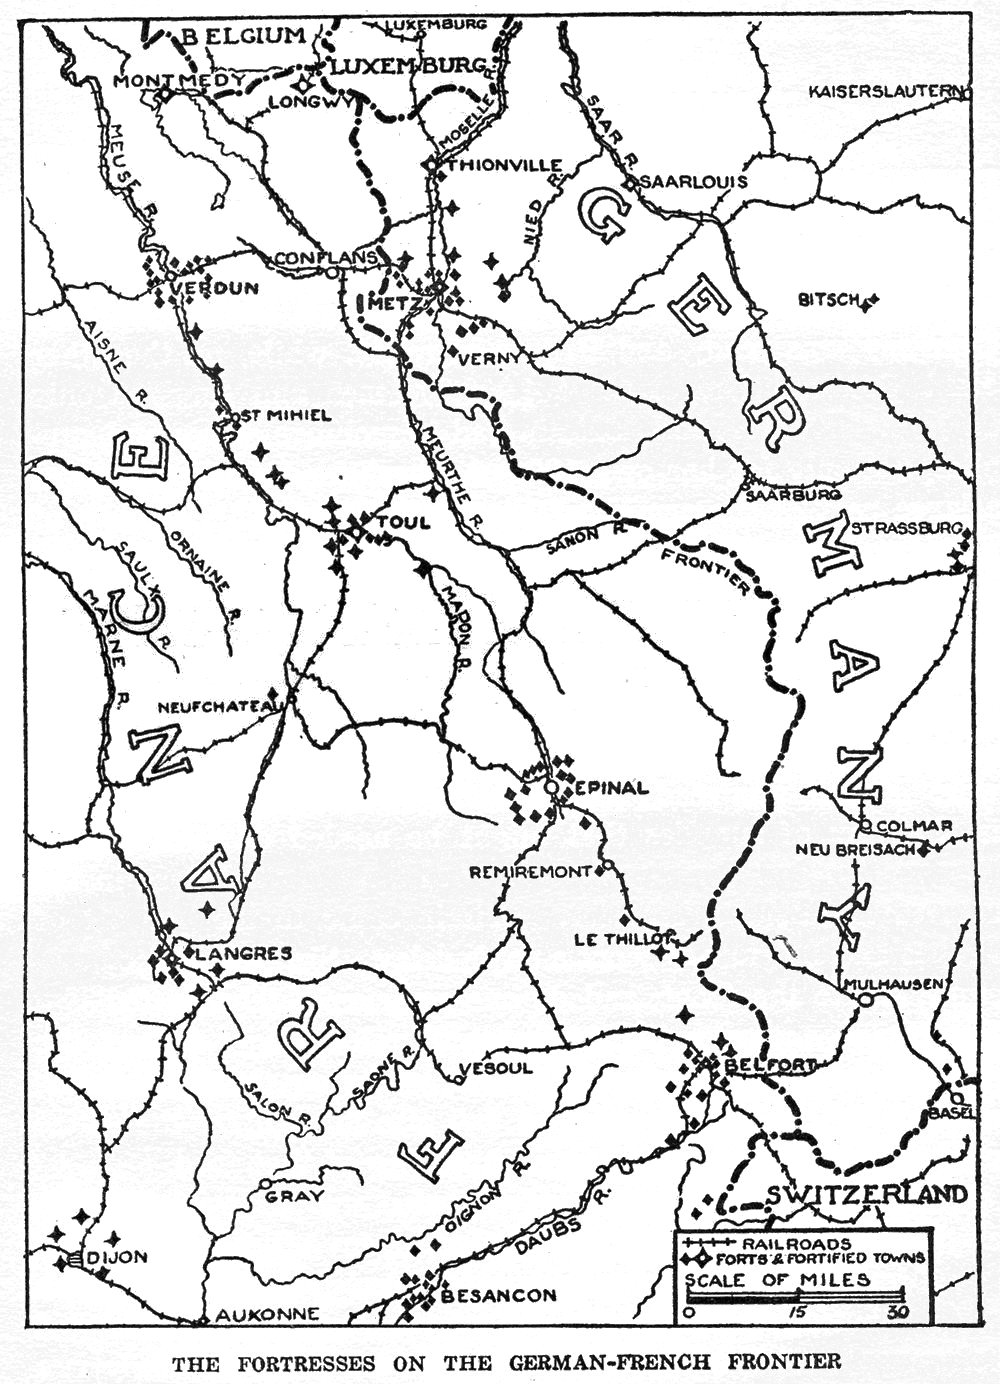 BELGIUM
LUXEMBURG
LUXEMBURG
MONTMEDY
LONGWY
MOSELLE R.
THIONVILLE
MEUSE R.
SAAR R.
SAARLOUIS
KAISERSLAUTERN
NIED R.
CONFLANS
VERDUN
METZ
BITSCH
VERNY
AISNE R.
ST MIHIEL
MEURTHE R.
TOUL
SAARBURG
STRASSBURG
SANON R.
FRONTIER
ORNAINE R.
SAULX R.
MARNE R.
MADON R.
NEUFCHATEAU
EPINAL
REMIREMONT
LE THILLOT
COLMAR
NEU BREISACH
MULHAUSEN
LANGRES
VESOUL
BELFORT
BASEL
SALON R.
SAONE R.
GRAY
OIGNON R.
DAUBS R.
SWITZERLAND
DIJON
AUXONNE
BESANCON
FRANCE
GERMANY
RAILROADS
FORTS & FORTIFIED TOWNS
SCALE OF MILES
0 15 30
THE FORTRESSES ON THE GERMAN-FRENCH FRONTIER